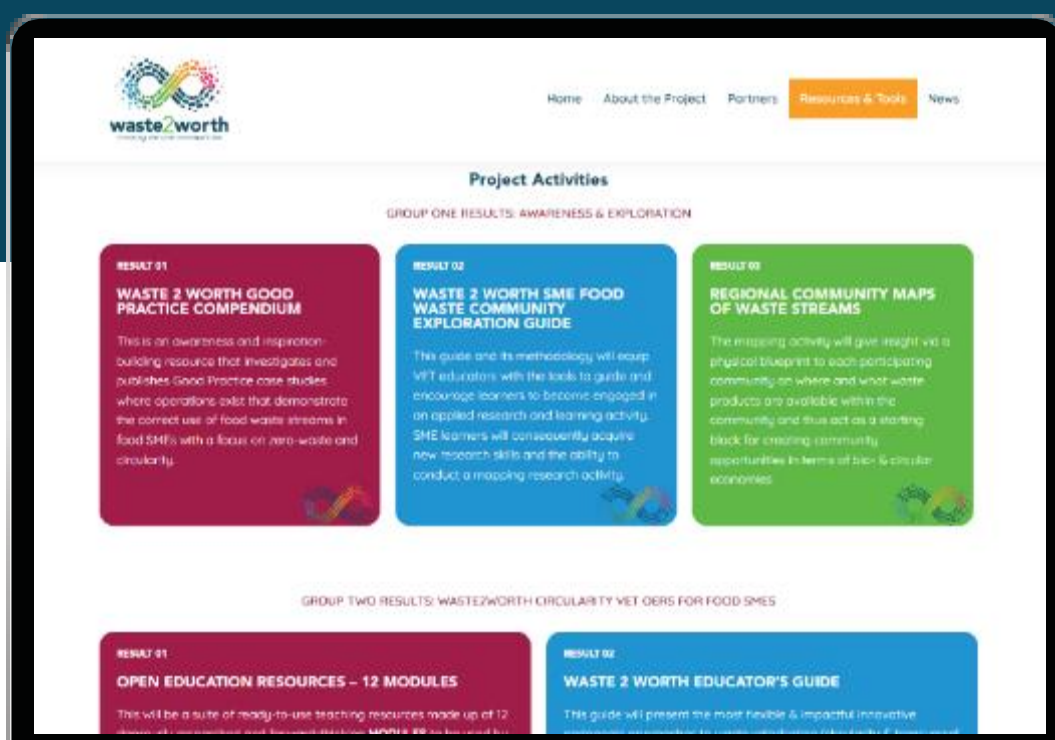 waste2worth
Home About the Project Partners Resources & Tools News
Project Activities
GROUP ONE RESULTS: AWARENESS & EXPLORATION
RESULT 01
WASTE 2 WORTH GOOD
PRACTICE COMPENDIUM
This is an awareness and inspiration-
building resource that investigates and
publishes Good Practice case studies
where operations exist that demonstrate
the correct use of food waste streams in
food SMEs with a focus on zero-waste and
circularity.
RESULT 02
WASTE 2 WORTH SME FOOD
WASTE COMMUNITY
EXPLORATION GUIDE
This guide and its methodology will equip
VET educators with the tools to guide and
encourage learners to become engaged in
an applied research and learning activity.
SME learners will consequently acquire
new research skills and the ability to
conduct a mapping research activity.
RESULT 03
REGIONAL COMMUNITY MAPS
OF WASTE STREAMS
The mapping activity will give insight via a
physical blueprint to each participating
community on where and what waste
products are available within the
community and thus act as a starting
block for creating community
opportunities in terms of bio- & circular
economies
GROUP TWO RESULTS: WASTE2WORTH CIRCULARITY VET OERS FOR FOOD SMES
RESULT 01
OPEN EDUCATION RESOURCES – 12 MODULES
This will be a suite of ready-to-use teaching resources made up of 12
MODULES to be used by
RESULT 02
WASTE 2 WORTH EDUCATOR'S GUIDE
This guide will present the most flexible & impactful innovative